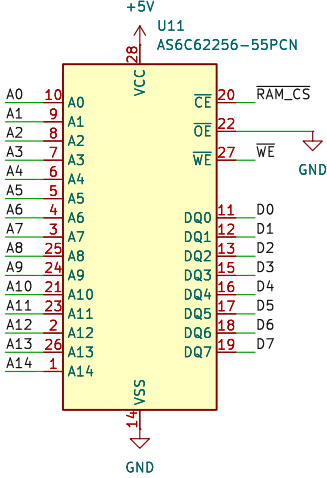 +5V
U11
AS6C62256-55PCN
28
VCC
A0 10 A0 CE 20 RAM_CS
A1 9 A1
A2 8 A2 OE 22
A3 7 A3 WE 27 WE
GND
A4 6 A4
A5 5 A5
A6 4 A6 DQ0 11 D0
A7 3 A7 DQ1 12 D1
A8 25 A8 DQ2 13 D2
A9 24 A9 DQ3 15 D3
A10 21 A10 DQ4 16 D4
A11 23 A11 DQ5 17 D5
A12 2 A12 DQ6 18 D6
A13 26 A13 DQ7 19 D7
A14 1 A14
VSS
14
GND